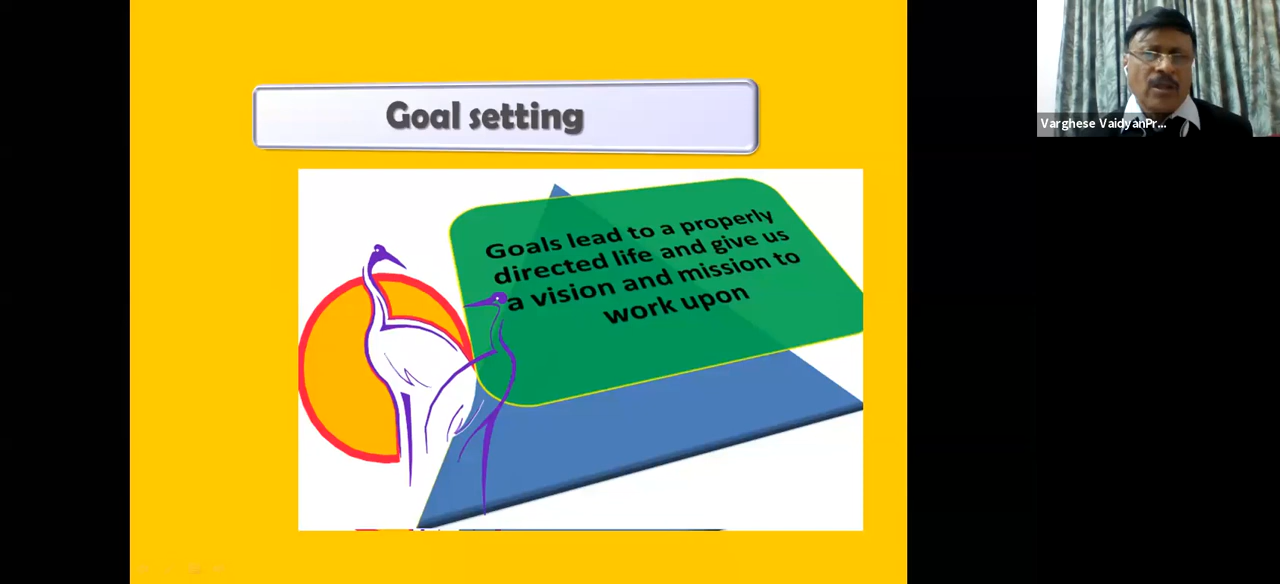 Goal setting
Goals lead to a properly
directed life and give us
a vision and mission to
work upon
Varghese VaidyanPr...